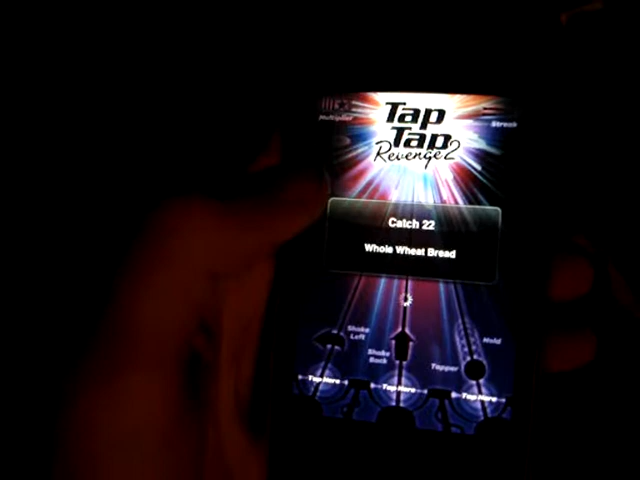 Multiplier
Tap
Streak
Tap
Revenge 2
Catch 22
Whole Wheat Bread
Shake
Left
Hold
Shake
Back
Tapper
Tap Here
Tap Here
Tap Here